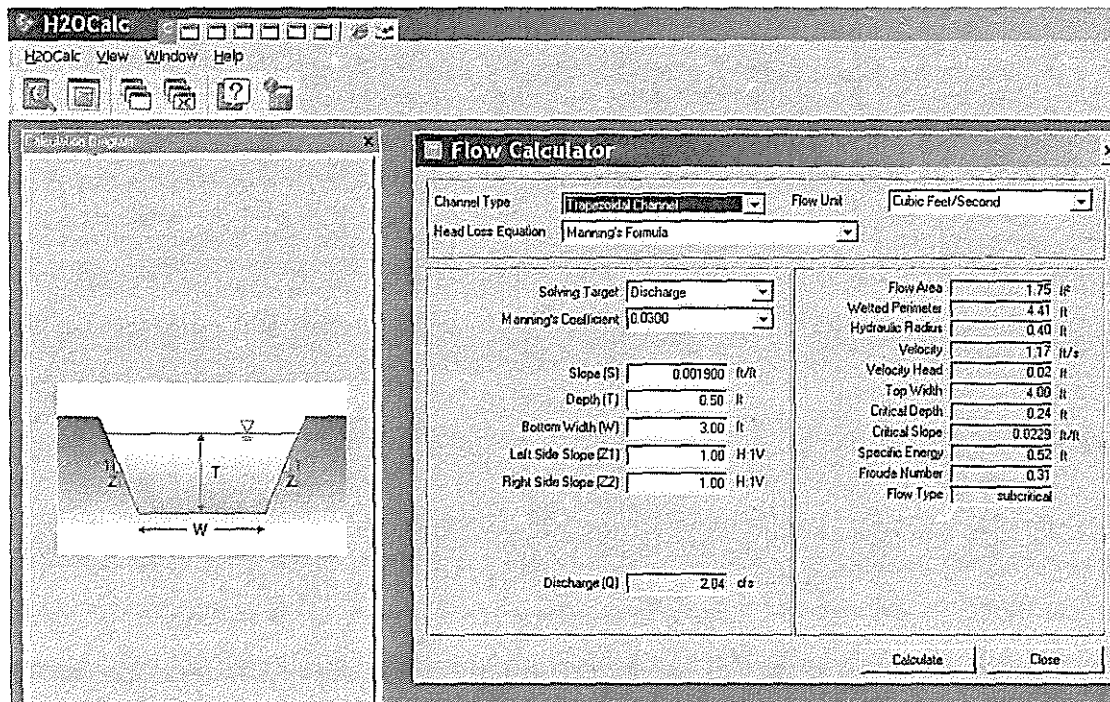 H2OCalc
H2OCalc View Window Help
Calculation Diagram x
T
W
1
Z
1
Z
Flow Calculator x
Channel Type Trapezoidal Channel Flow Unit Cubic Feet/Second
Head Loss Equation Manning's Formula
Solving Target Discharge
Manning's Coefficient 0.0300
Slope (S) 0.001900 ft/ft
Depth (T) 0.50 ft
Bottom Width (W) 3.00 ft
Left Side Slope (Z1) 1.00 H:1V
Right Side Slope (Z2) 1.00 H:1V
Discharge (Q) 2.04 cfs
Flow Area 1.75 ft²
Wetted Perimeter 4.41 ft
Hydraulic Radius 0.40 ft
Velocity 1.17 ft/s
Velocity Head 0.02 ft
Top Width 4.00 ft
Critical Depth 0.24 ft
Critical Slope 0.0229 ft/ft
Specific Energy 0.52 ft
Froude Number 0.31
Flow Type subcritical
Calculate Close